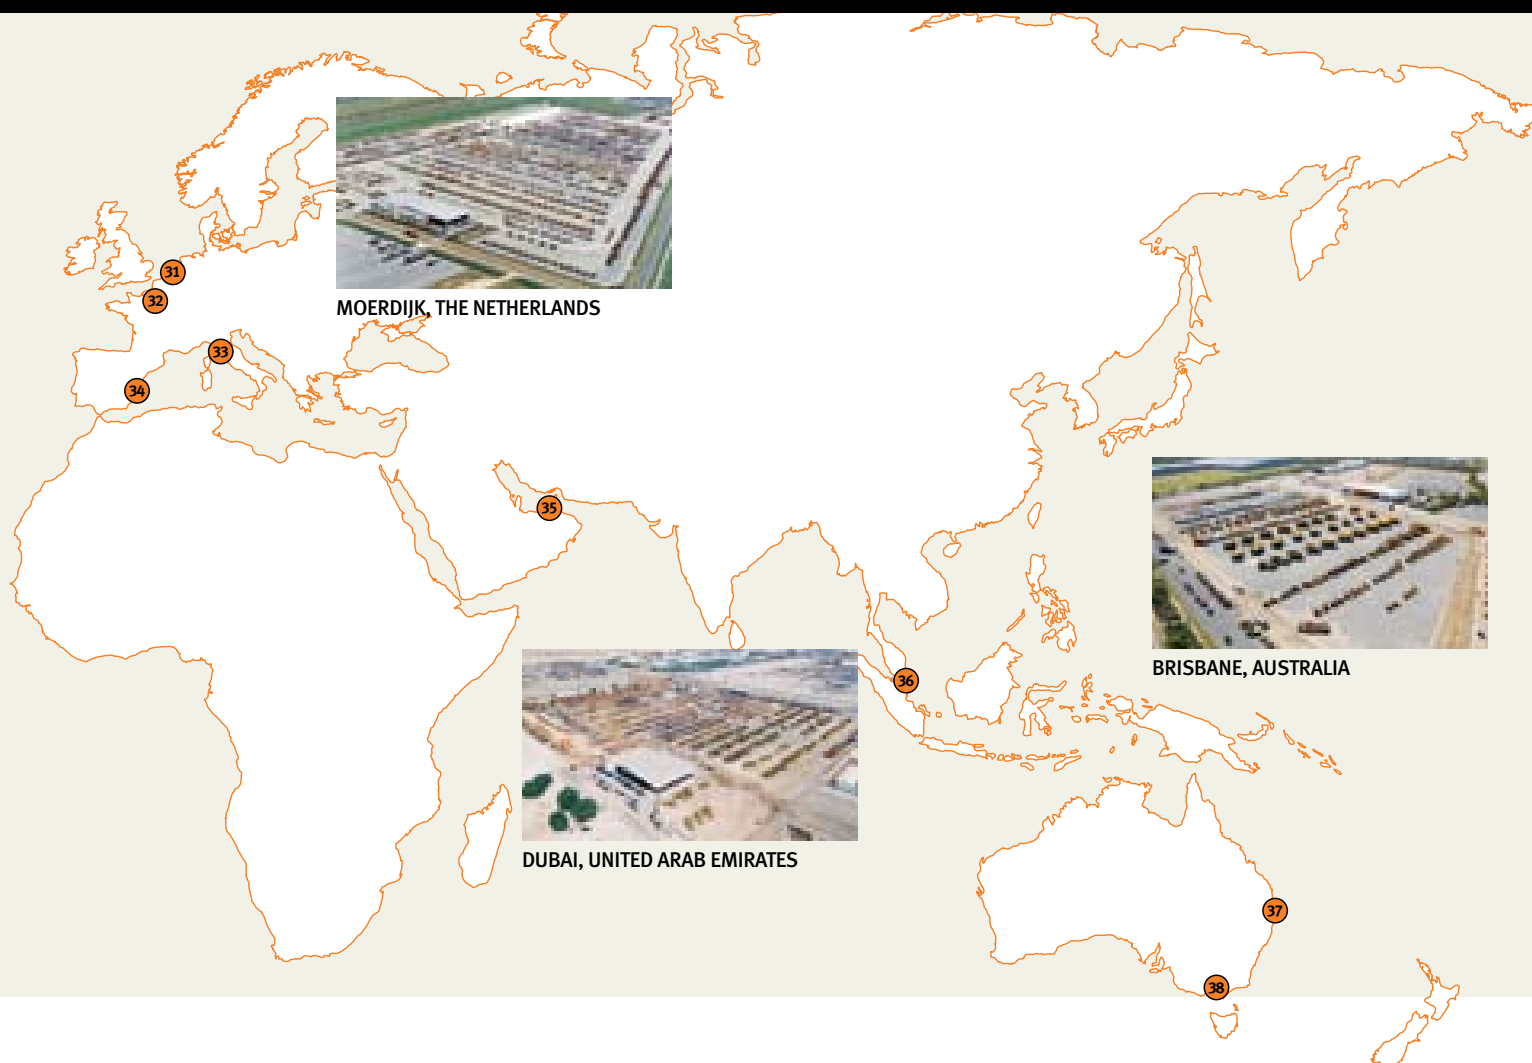 MOERDIJK, THE NETHERLANDS
31
32
33
34
35
BRISBANE, AUSTRALIA
36
DUBAI, UNITED ARAB EMIRATES
37
38